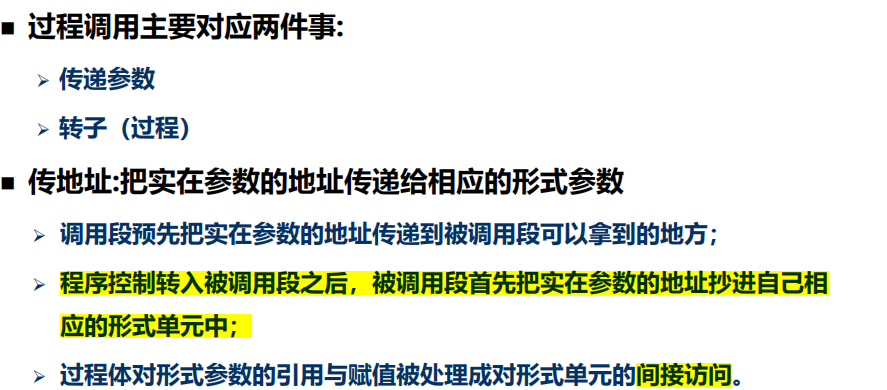 ■ 过程调用主要对应两件事:
➢ 传递参数
➢ 转子（过程）
■ 传地址:把实在参数的地址传递给相应的形式参数
➢ 调用段预先把实在参数的地址传递到被调用段可以拿到的地方；
➢ 程序控制转入被调用段之后，被调用段首先把实在参数的地址抄进自己相
应的形式单元中；
➢ 过程体对形式参数的引用与赋值被处理成对形式单元的间接访问。